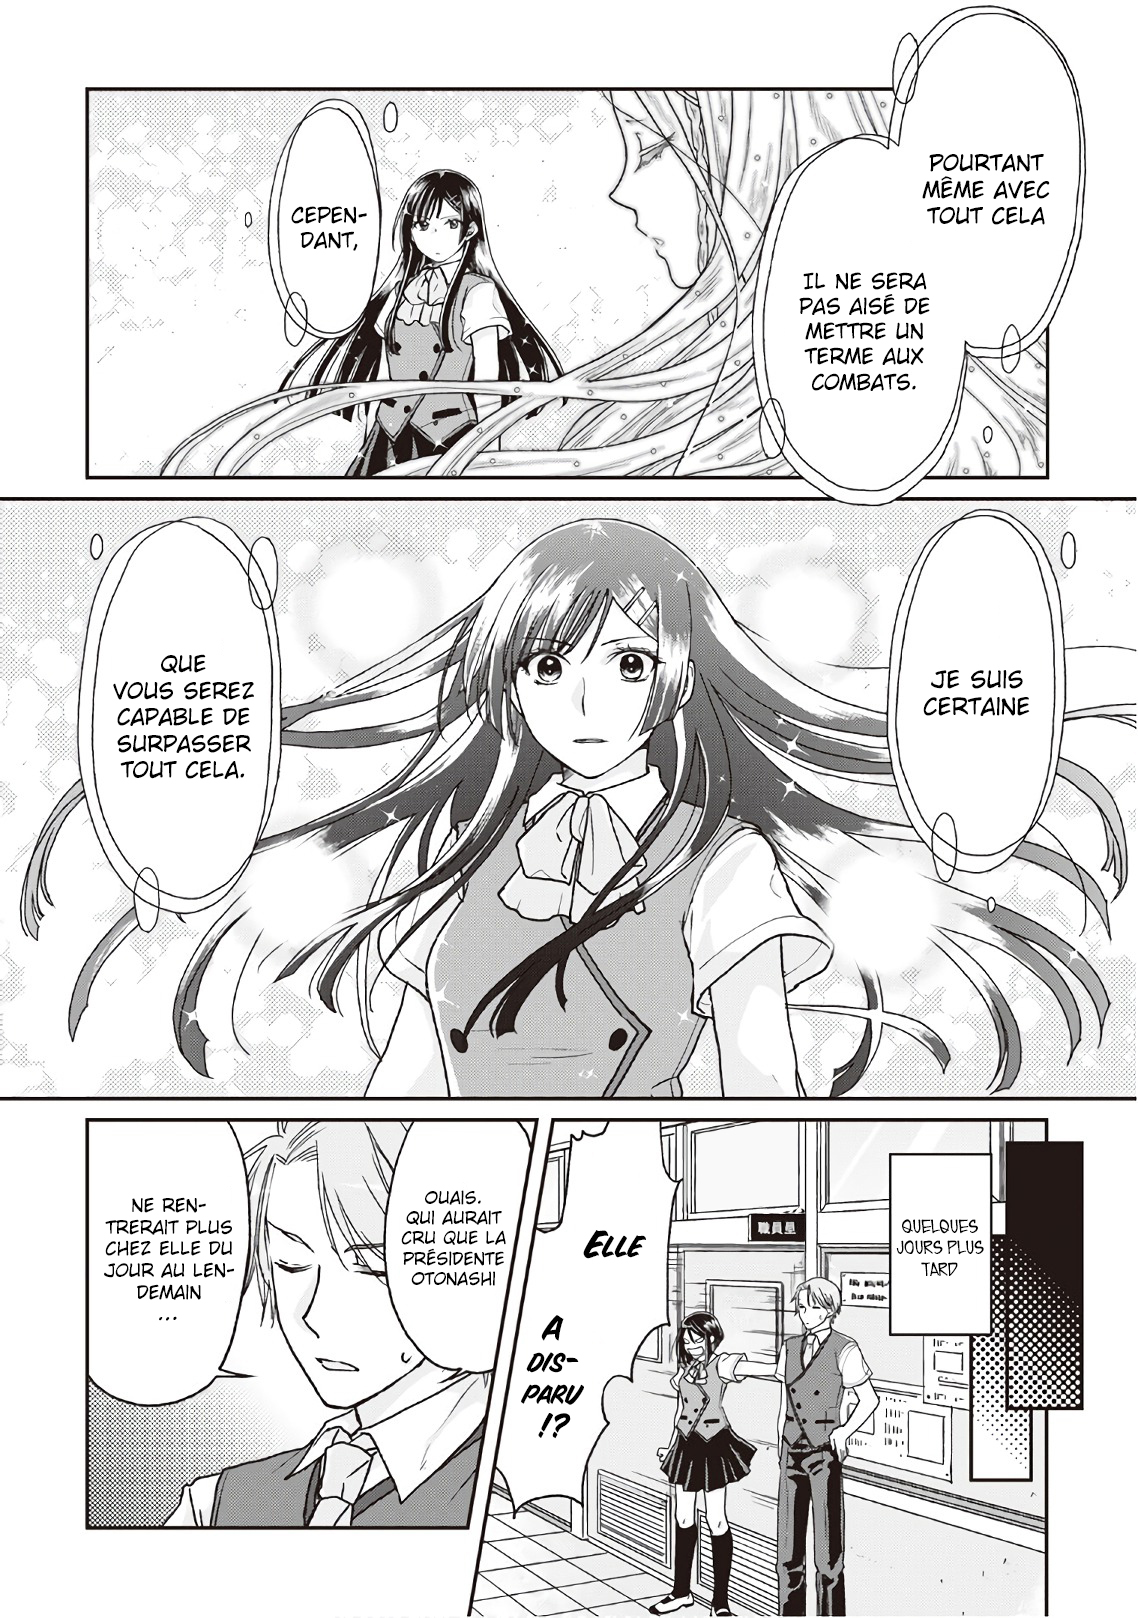 POURTANT
MÊME AVEC
TOUT CELA
IL NE SERA
PAS AISÉ DE
METTRE UN
TERME AUX
COMBATS.
CEPEN-
DANT,
JE SUIS
CERTAINE
QUE
VOUS SEREZ
CAPABLE DE
SURPASSER
TOUT CELA.
QUELQUES
JOURS PLUS
TARD
職員室
ELLE
A
DIS-
PARU
!?
OUAIS.
QUI AURAIT
CRU QUE LA
PRÉSIDENTE
OTONASHI
NE REN-
TRERAIT PLUS
CHEZ ELLE DU
JOUR AU LEN-
DEMAIN
...